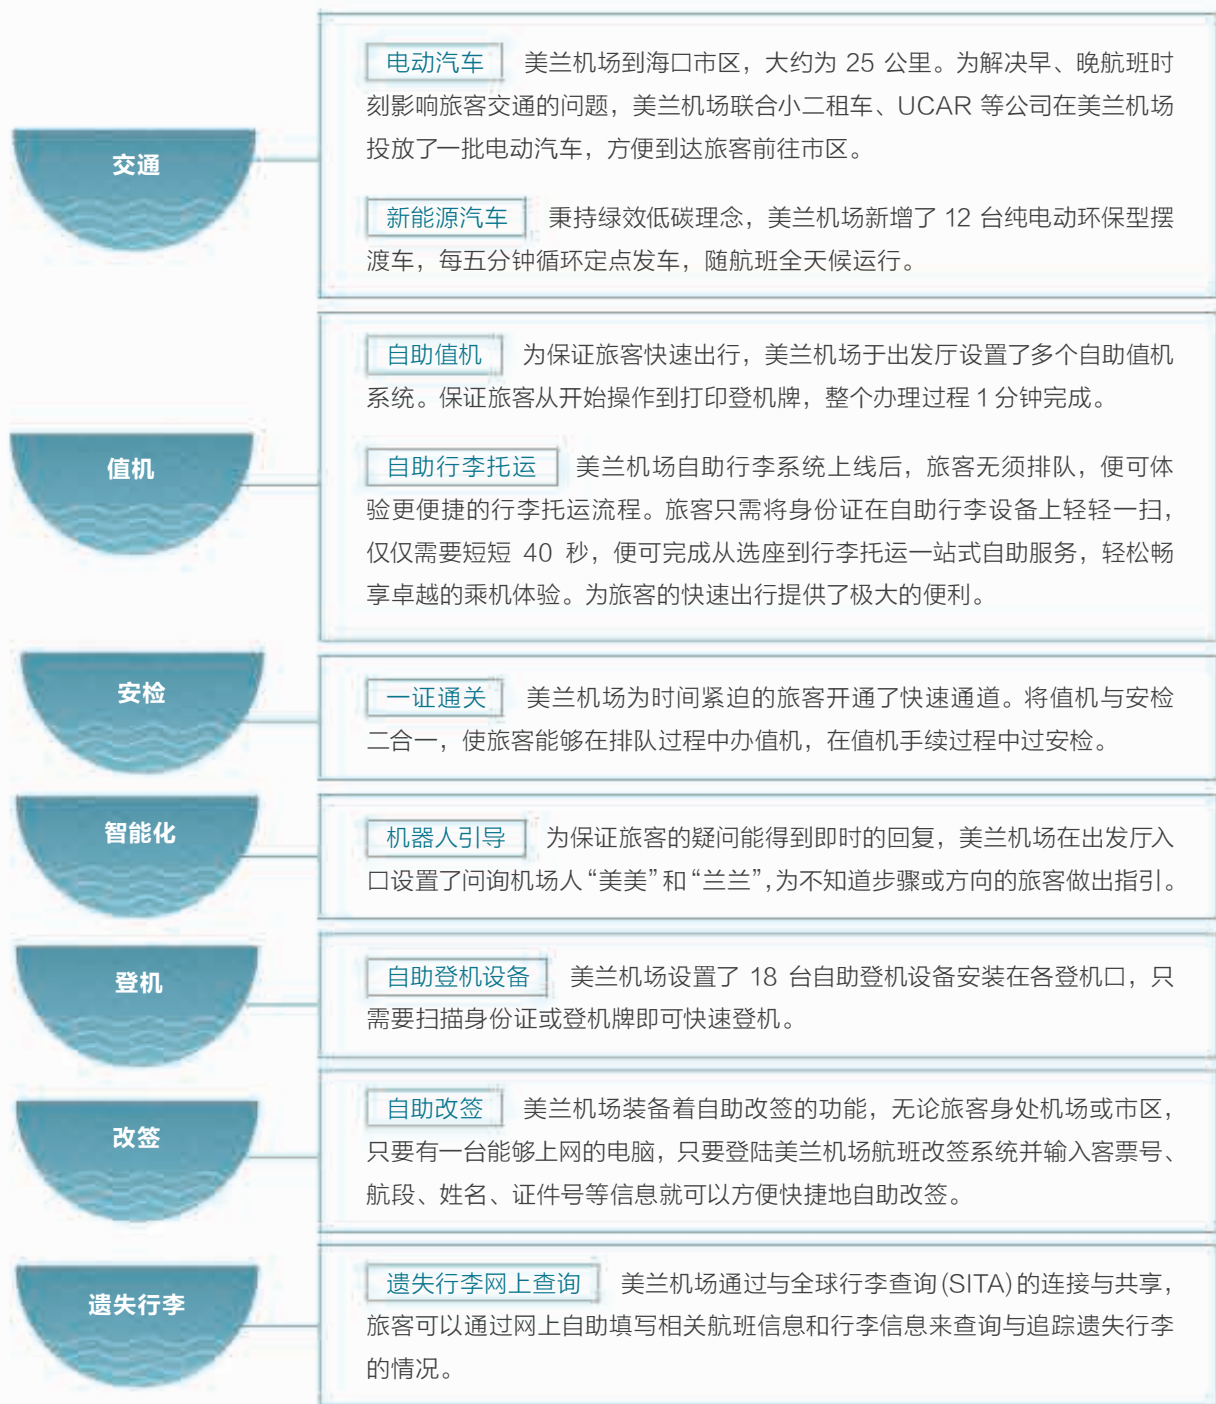 交通
电动汽车 美兰机场到海口市区，大约为 25 公里。为解决早、晚航班时
刻影响旅客交通的问题，美兰机场联合小二租车、UCAR 等公司在美兰机场
投放了一批电动汽车，方便到达旅客前往市区。
新能源汽车 秉持绿效低碳理念，美兰机场新增了 12 台纯电动环保型摆
渡车，每五分钟循环定点发车，随航班全天候运行。
值机
自助值机 为保证旅客快速出行，美兰机场于出发厅设置了多个自助值机
系统。保证旅客从开始操作到打印登机牌，整个办理过程 1 分钟完成。
自助行李托运 美兰机场自助行李系统上线后，旅客无须排队，便可体
验更便捷的行李托运流程。旅客只需将身份证在自助行李设备上轻轻一扫，
仅仅需要短短 40 秒，便可完成从选座到行李托运一站式自助服务，轻松畅
享卓越的乘机体验。为旅客的快速出行提供了极大的便利。
安检
一证通关 美兰机场为时间紧迫的旅客开通了快速通道。将值机与安检
二合一，使旅客能够在排队过程中办值机，在值机手续过程中过安检。
智能化
机器人引导 为保证旅客的疑问能得到即时的回复，美兰机场在出发厅入
口设置了问询机场人“美美”和“兰兰”，为不知道步骤或方向的旅客做出指引。
登机
自助登机设备 美兰机场设置了 18 台自助登机设备安装在各登机口，只
需要扫描身份证或登机牌即可快速登机。
改签
自助改签 美兰机场装备着自助改签的功能，无论旅客身处机场或市区，
只要有一台能够上网的电脑，只要登陆美兰机场航班改签系统并输入客票号、
航段、姓名、证件号等信息就可以方便快捷地自助改签。
遗失行李
遗失行李网上查询 美兰机场通过与全球行李查询(SITA)的连接与共享，
旅客可以通过网上自助填写相关航班信息和行李信息来查询与追踪遗失行李
的情况。